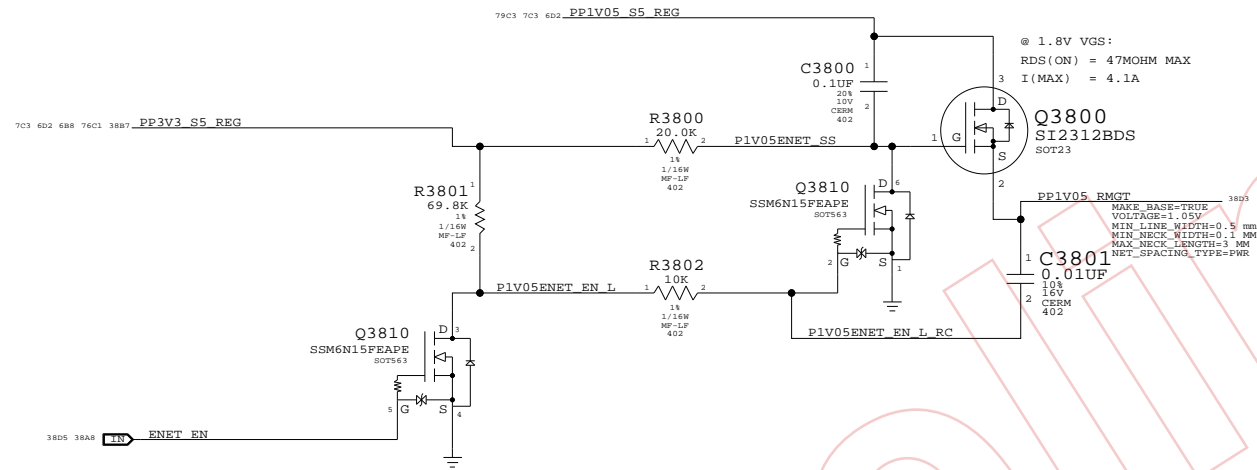 79C3 7C3 6D2 PP1V05_S5_REG
@ 1.8V VGS:
RDS(ON) = 47MOHM MAX
I(MAX) = 4.1A
C3800
0.1UF
20%
10V
CERM
402
1
2
3
D
Q3800
SI2312BDS
SOT23
1
G
S
2
7C3 6D2 6B8 76C1 38B7 PP3V3_S5_REG
R3800
20.0K
1
2
1%
1/16W
MF-LF
402
P1V05ENET_SS
R3801
69.8K
1%
1/16W
MF-LF
402
1
2
Q3810
SSM6N15FEAPE
SOT563
D
6
2
G
S
1
PP1V05_RMGT
38D3
MAKE_BASE=TRUE
VOLTAGE=1.05V
MIN_LINE_WIDTH=0.5 mm
MIN_NECK_WIDTH=0.1 MM
MAX_NECK_LENGTH=3 MM
NET_SPACING_TYPE=PWR
C3801
0.01UF
10%
16V
CERM
402
1
2
P1V05ENET_EN_L
R3802
10K
1
2
1%
1/16W
MF-LF
402
P1V05ENET_EN_L_RC
Q3810
SSM6N15FEAPE
SOT563
D
3
5
G
S
4
38D5 38A8 IN ENET_EN